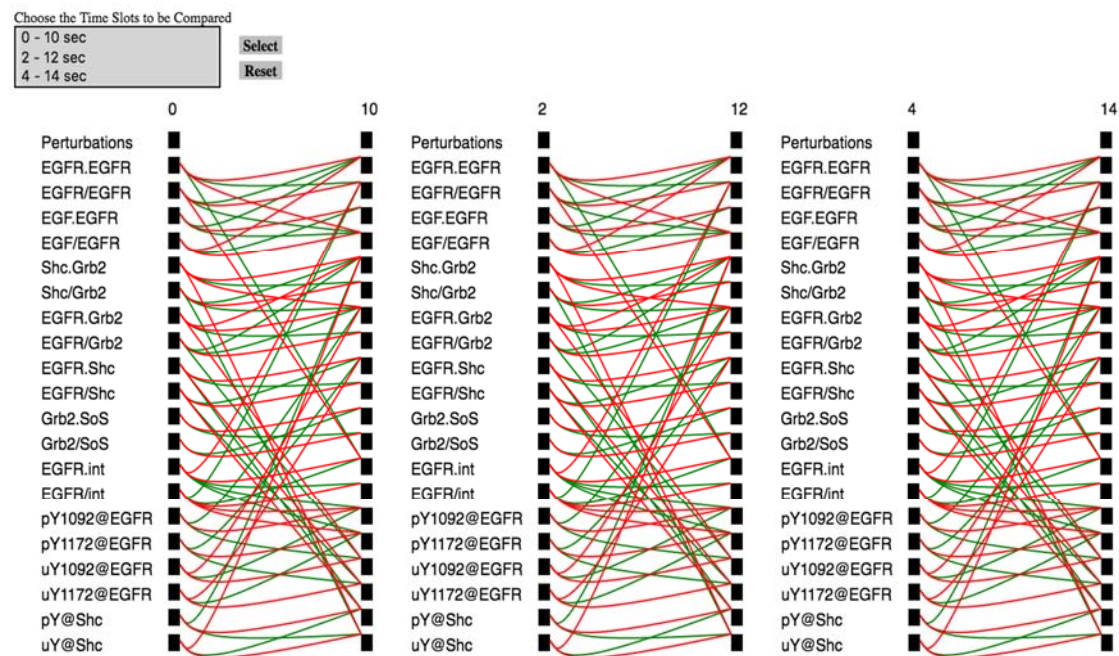 Choose the Time Slots to be Compared
0 - 10 sec
2 - 12 sec
4 - 14 sec
Select
Reset
0 10 2 12 4 14
Perturbations Perturbations Perturbations
EGFR.EGFR EGFR.EGFR EGFR.EGFR
EGFR/EGFR EGFR/EGFR EGFR/EGFR
EGF.EGFR EGF.EGFR EGF.EGFR
EGF/EGFR EGF/EGFR EGF/EGFR
Shc.Grb2 Shc.Grb2 Shc.Grb2
Shc/Grb2 Shc/Grb2 Shc/Grb2
EGFR.Grb2 EGFR.Grb2 EGFR.Grb2
EGFR/Grb2 EGFR/Grb2 EGFR/Grb2
EGFR.Shc EGFR.Shc EGFR.Shc
EGFR/Shc EGFR/Shc EGFR/Shc
Grb2.SoS Grb2.SoS Grb2.SoS
Grb2/SoS Grb2/SoS Grb2/SoS
EGFR.int EGFR.int EGFR.int
EGFR/int EGFR/int EGFR/int
pY1092@EGFR pY1092@EGFR pY1092@EGFR
pY1172@EGFR pY1172@EGFR pY1172@EGFR
uY1092@EGFR uY1092@EGFR uY1092@EGFR
uY1172@EGFR uY1172@EGFR uY1172@EGFR
pY@Shc pY@Shc pY@Shc
uY@Shc uY@Shc uY@Shc